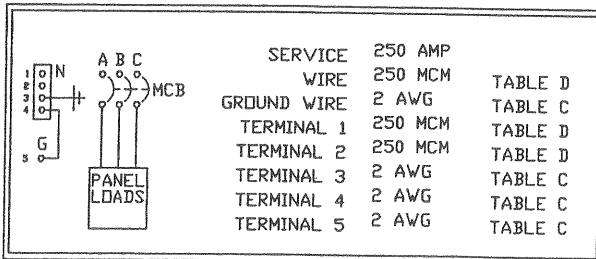 A B C
1 N
2
3 MCB
4
G
5
PANEL
LOADS
SERVICE 250 AMP
WIRE 250 MCM TABLE D
GROUND WIRE 2 AWG TABLE C
TERMINAL 1 250 MCM TABLE D
TERMINAL 2 250 MCM TABLE D
TERMINAL 3 2 AWG TABLE C
TERMINAL 4 2 AWG TABLE C
TERMINAL 5 2 AWG TABLE C